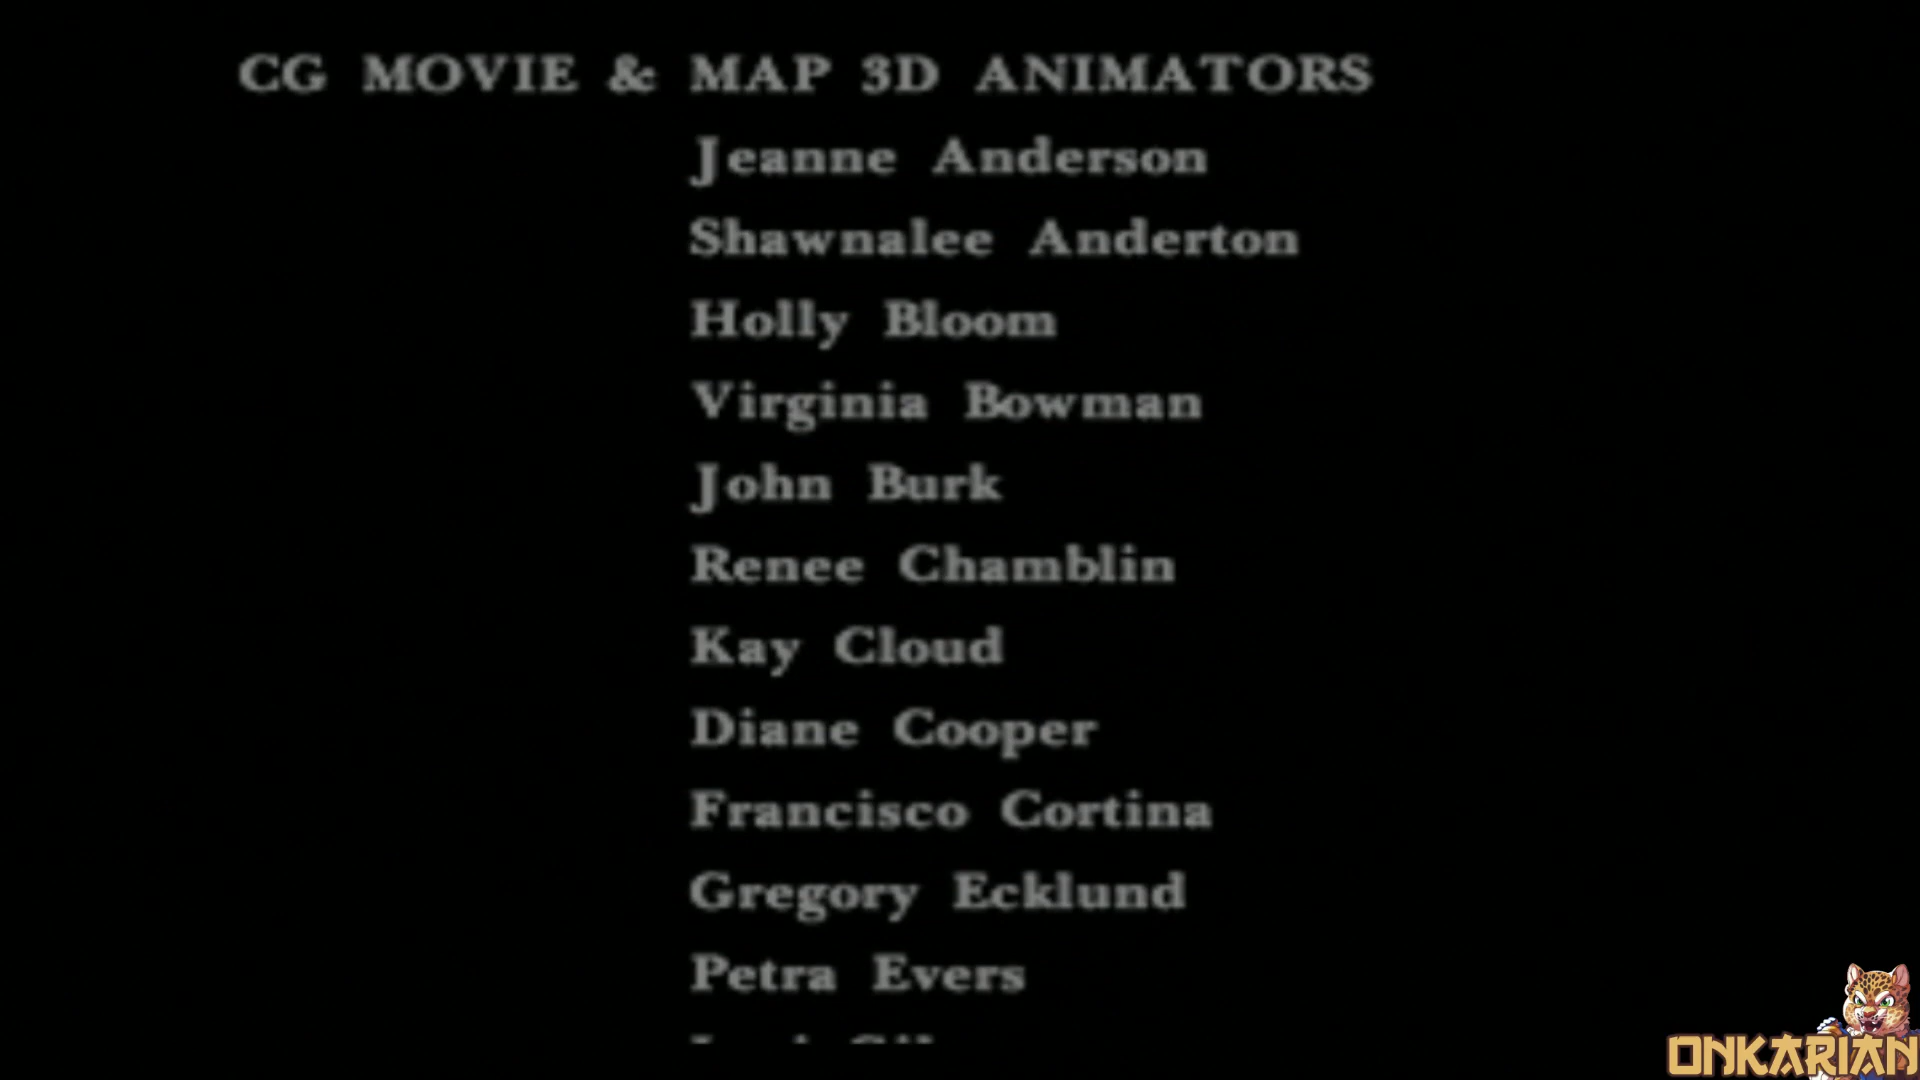 CG MOVIE & MAP 3D ANIMATORS
Jeanne Anderson
Shawnalee Anderton
Holly Bloom
Virginia Bowman
John Burk
Renee Chamblin
Kay Cloud
Diane Cooper
Francisco Cortina
Gregory Ecklund
Petra Evers
ONKARIAN